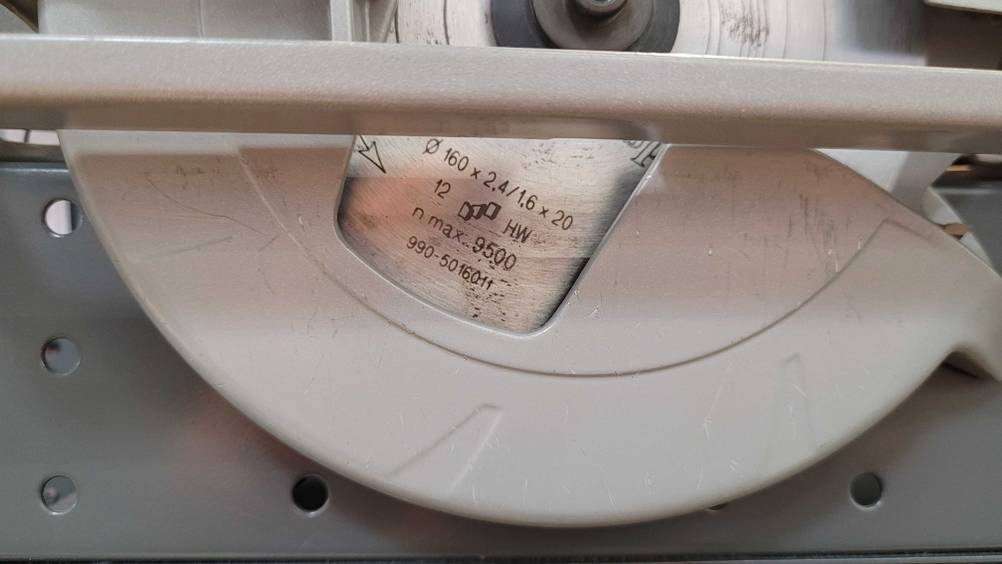 Ø 160 x 2,4/1,6 x 20
12 HW
n max. 9500
990-5016011